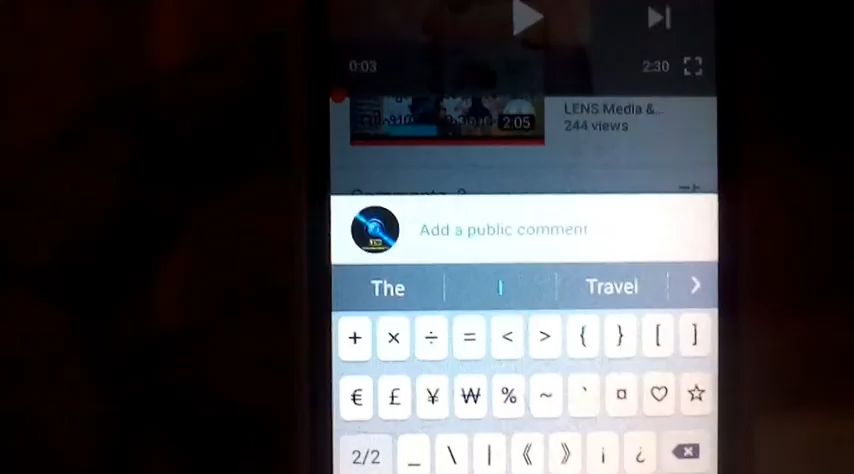 0:03 2:30
LENS Media &...
2:05 244 views
Add a public comment
The I Travel >
+ × ÷ = < > { } [ ]
€ £ ¥ ₩ % ~ ` ¤ ♡ ☆
2/2 _ \ | 《 》 ¡ ¿